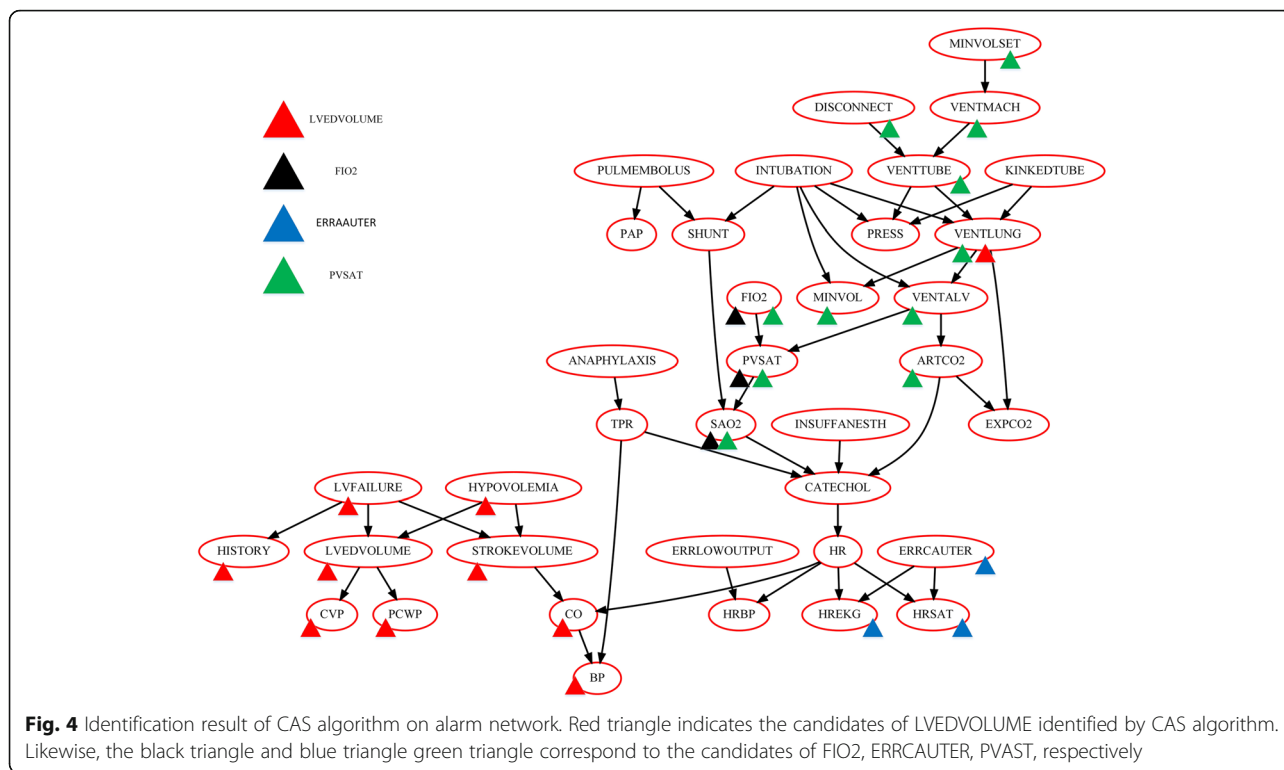 MINVOLSET
LVEDVOLUME
DISCONNECT VENTMACH
FIO2
PULMEMBOLUS INTUBATION VENTTUBE KINKEDTUBE
ERRAAUTER
PAP SHUNT PRESS VENTLUNG
PVSAT
FIO2 MINVOL VENTALV
ANAPHYLAXIS PVSAT ARTCO2
TPR SAO2 INSUFFANESTH EXPCO2
LVFAILURE HYPOVOLEMIA CATECHOL
HISTORY LVEDVOLUME STROKEVOLUME ERRLOWOUTPUT HR ERRCAUTER
CVP PCWP CO HRBP HREKG HRSAT
BP
Fig. 4 Identification result of CAS algorithm on alarm network. Red triangle indicates the candidates of LVEDVOLUME identified by CAS algorithm.
Likewise, the black triangle and blue triangle green triangle correspond to the candidates of FIO2, ERRCAUTER, PVAST, respectively